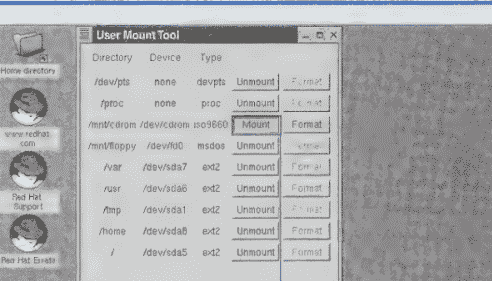 User Mount Tool
Directory Device Type
/dev/pts none devpts Unmount Format
/proc none proc Unmount Format
/mnt/cdrom /dev/cdrom iso9660 Mount Format
/mnt/floppy /dev/fd0 msdos Unmount Format
/var /dev/sda7 ext2 Unmount Format
/usr /dev/sda6 ext2 Unmount Format
/tmp /dev/sda1 ext2 Unmount Format
/home /dev/sda8 ext2 Unmount Format
/ /dev/sda5 ext2 Unmount Format
Home directory
www.redhat.
com
Red Hat
Support
Red Hat Errata